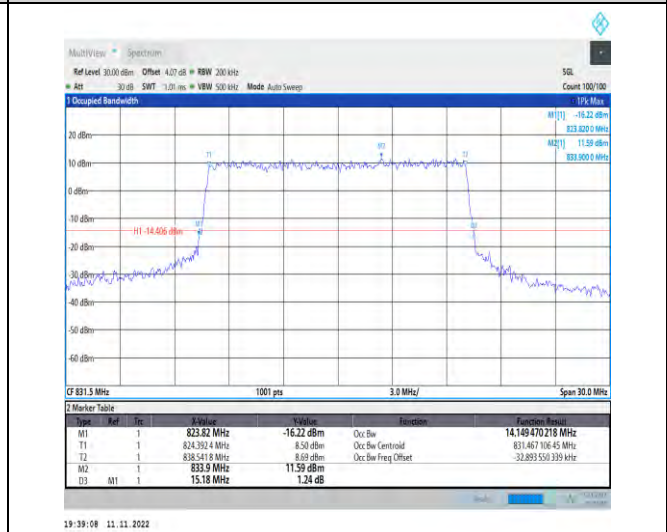 MultiView Spectrum
Ref Level 30.00 dBm Offset 4.07 dB RBW 200 kHz SGL
Att 30 dB SWT 1.01 ms VBW 500 kHz Mode Auto Sweep Count 100/100
1 Occupied Bandwidth 1Pk Max
M1[1] -16.22 dBm
823.820 0 MHz
20 dBm
M2[1] 11.59 dBm
833.900 0 MHz
T1 M2 T2
10 dBm
0 dBm
-10 dBm
M1
H1 -14.406 dBm
-20 dBm
-30 dBm
-40 dBm
-50 dBm
-60 dBm
CF 831.5 MHz 1001 pts 3.0 MHz/ Span 30.0 MHz
2 Marker Table
Type Ref Trc X-Value Y-Value Function Function Result
M1 1 823.82 MHz -16.22 dBm Occ Bw 14.149 470 218 MHz
T1 1 824.392 4 MHz 8.50 dBm Occ Bw Centroid 831.467 106 45 MHz
T2 1 838.541 8 MHz 8.69 dBm Occ Bw Freq Offset -32.893 550 339 kHz
M2 1 833.9 MHz 11.59 dBm
D3 M1 1 15.18 MHz 1.24 dB
19:39:08 11.11.2022